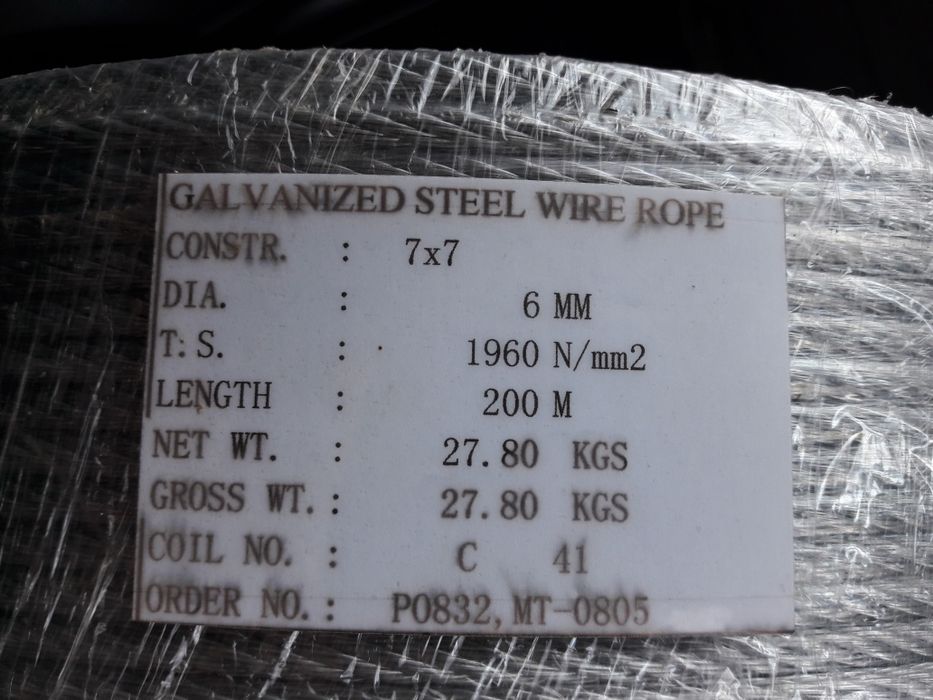 GALVANIZED STEEL WIRE ROPE
CONSTR. : 7x7
DIA. : 6 MM
T.S. : 1960 N/mm2
LENGTH : 200 M
NET WT. : 27.80 KGS
GROSS WT. : 27.80 KGS
COIL NO. : C 41
ORDER NO. : P0832, MT-0805